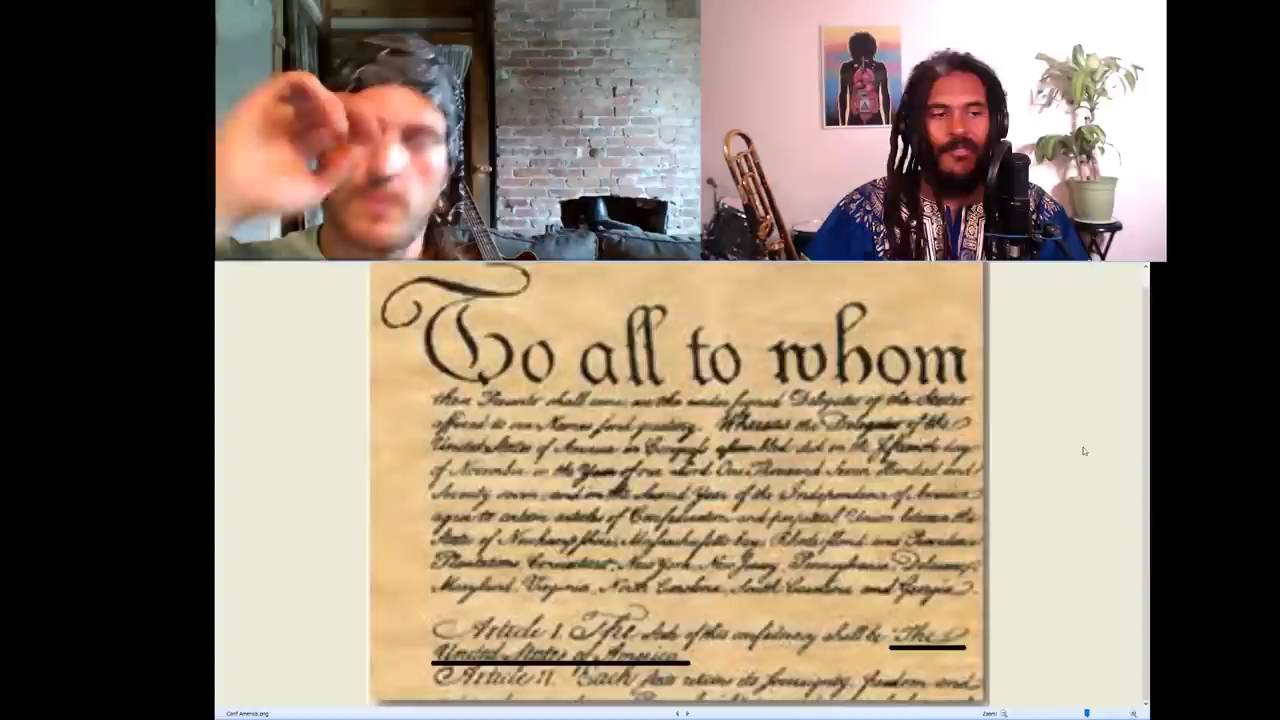 To all to whom
these Presents shall come, we the under signed Delegates of the States
affixed to our Names send greeting. Whereas the Delegates of the
United States of America in Congress assembled did on the fifteenth day
of November in the Year of our Lord One Thousand Seven Hundred and
Seventy seven, and in the Second Year of the Independence of America
agree to certain articles of Confederation and perpetual Union between the
States of Newhampshire, Massachusetts-bay, Rhodeisland and Providence
Plantations, Connecticut, New York, New Jersey, Pennsylvania, Delaware,
Maryland, Virginia, North Carolina, South Carolina and Georgia
Article I. The Stile of this confederacy shall be "The
United States of America
Article II. Each state retains its sovereignty, freedom and
Conf America.png
Zoom: